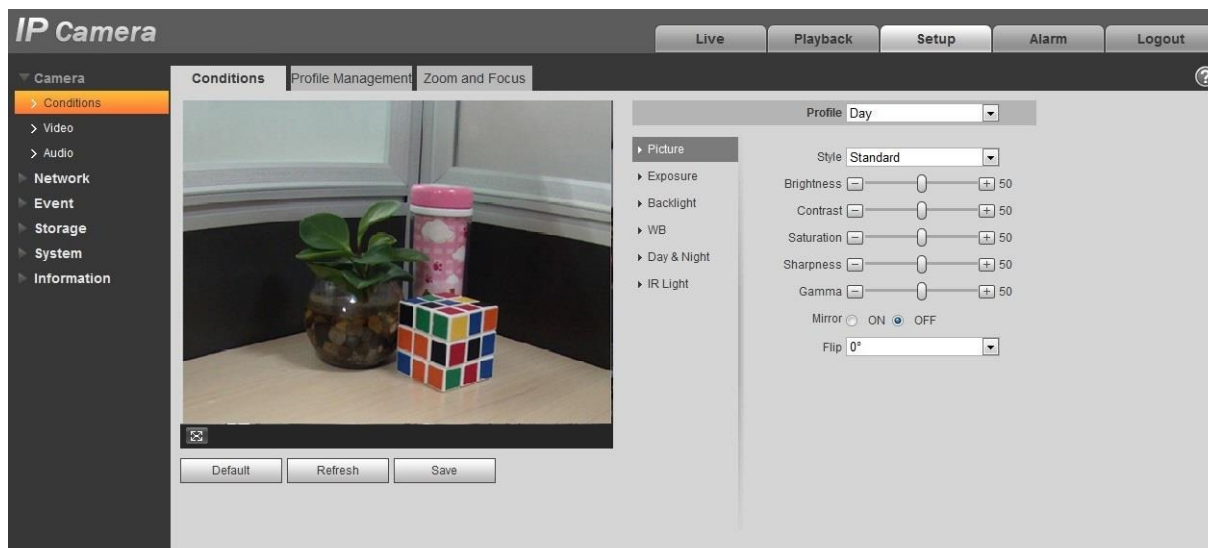 IP Camera
Live
Playback
Setup
Alarm
Logout
Camera
Conditions
Video
Audio
Network
Event
Storage
System
Information
Conditions
Profile Management
Zoom and Focus
?
Default
Refresh
Save
Profile Day
Picture
Exposure
Backlight
WB
Day & Night
IR Light
Style Standard
Brightness - + 50
Contrast - + 50
Saturation - + 50
Sharpness - + 50
Gamma - + 50
Mirror ON OFF
Flip 0°